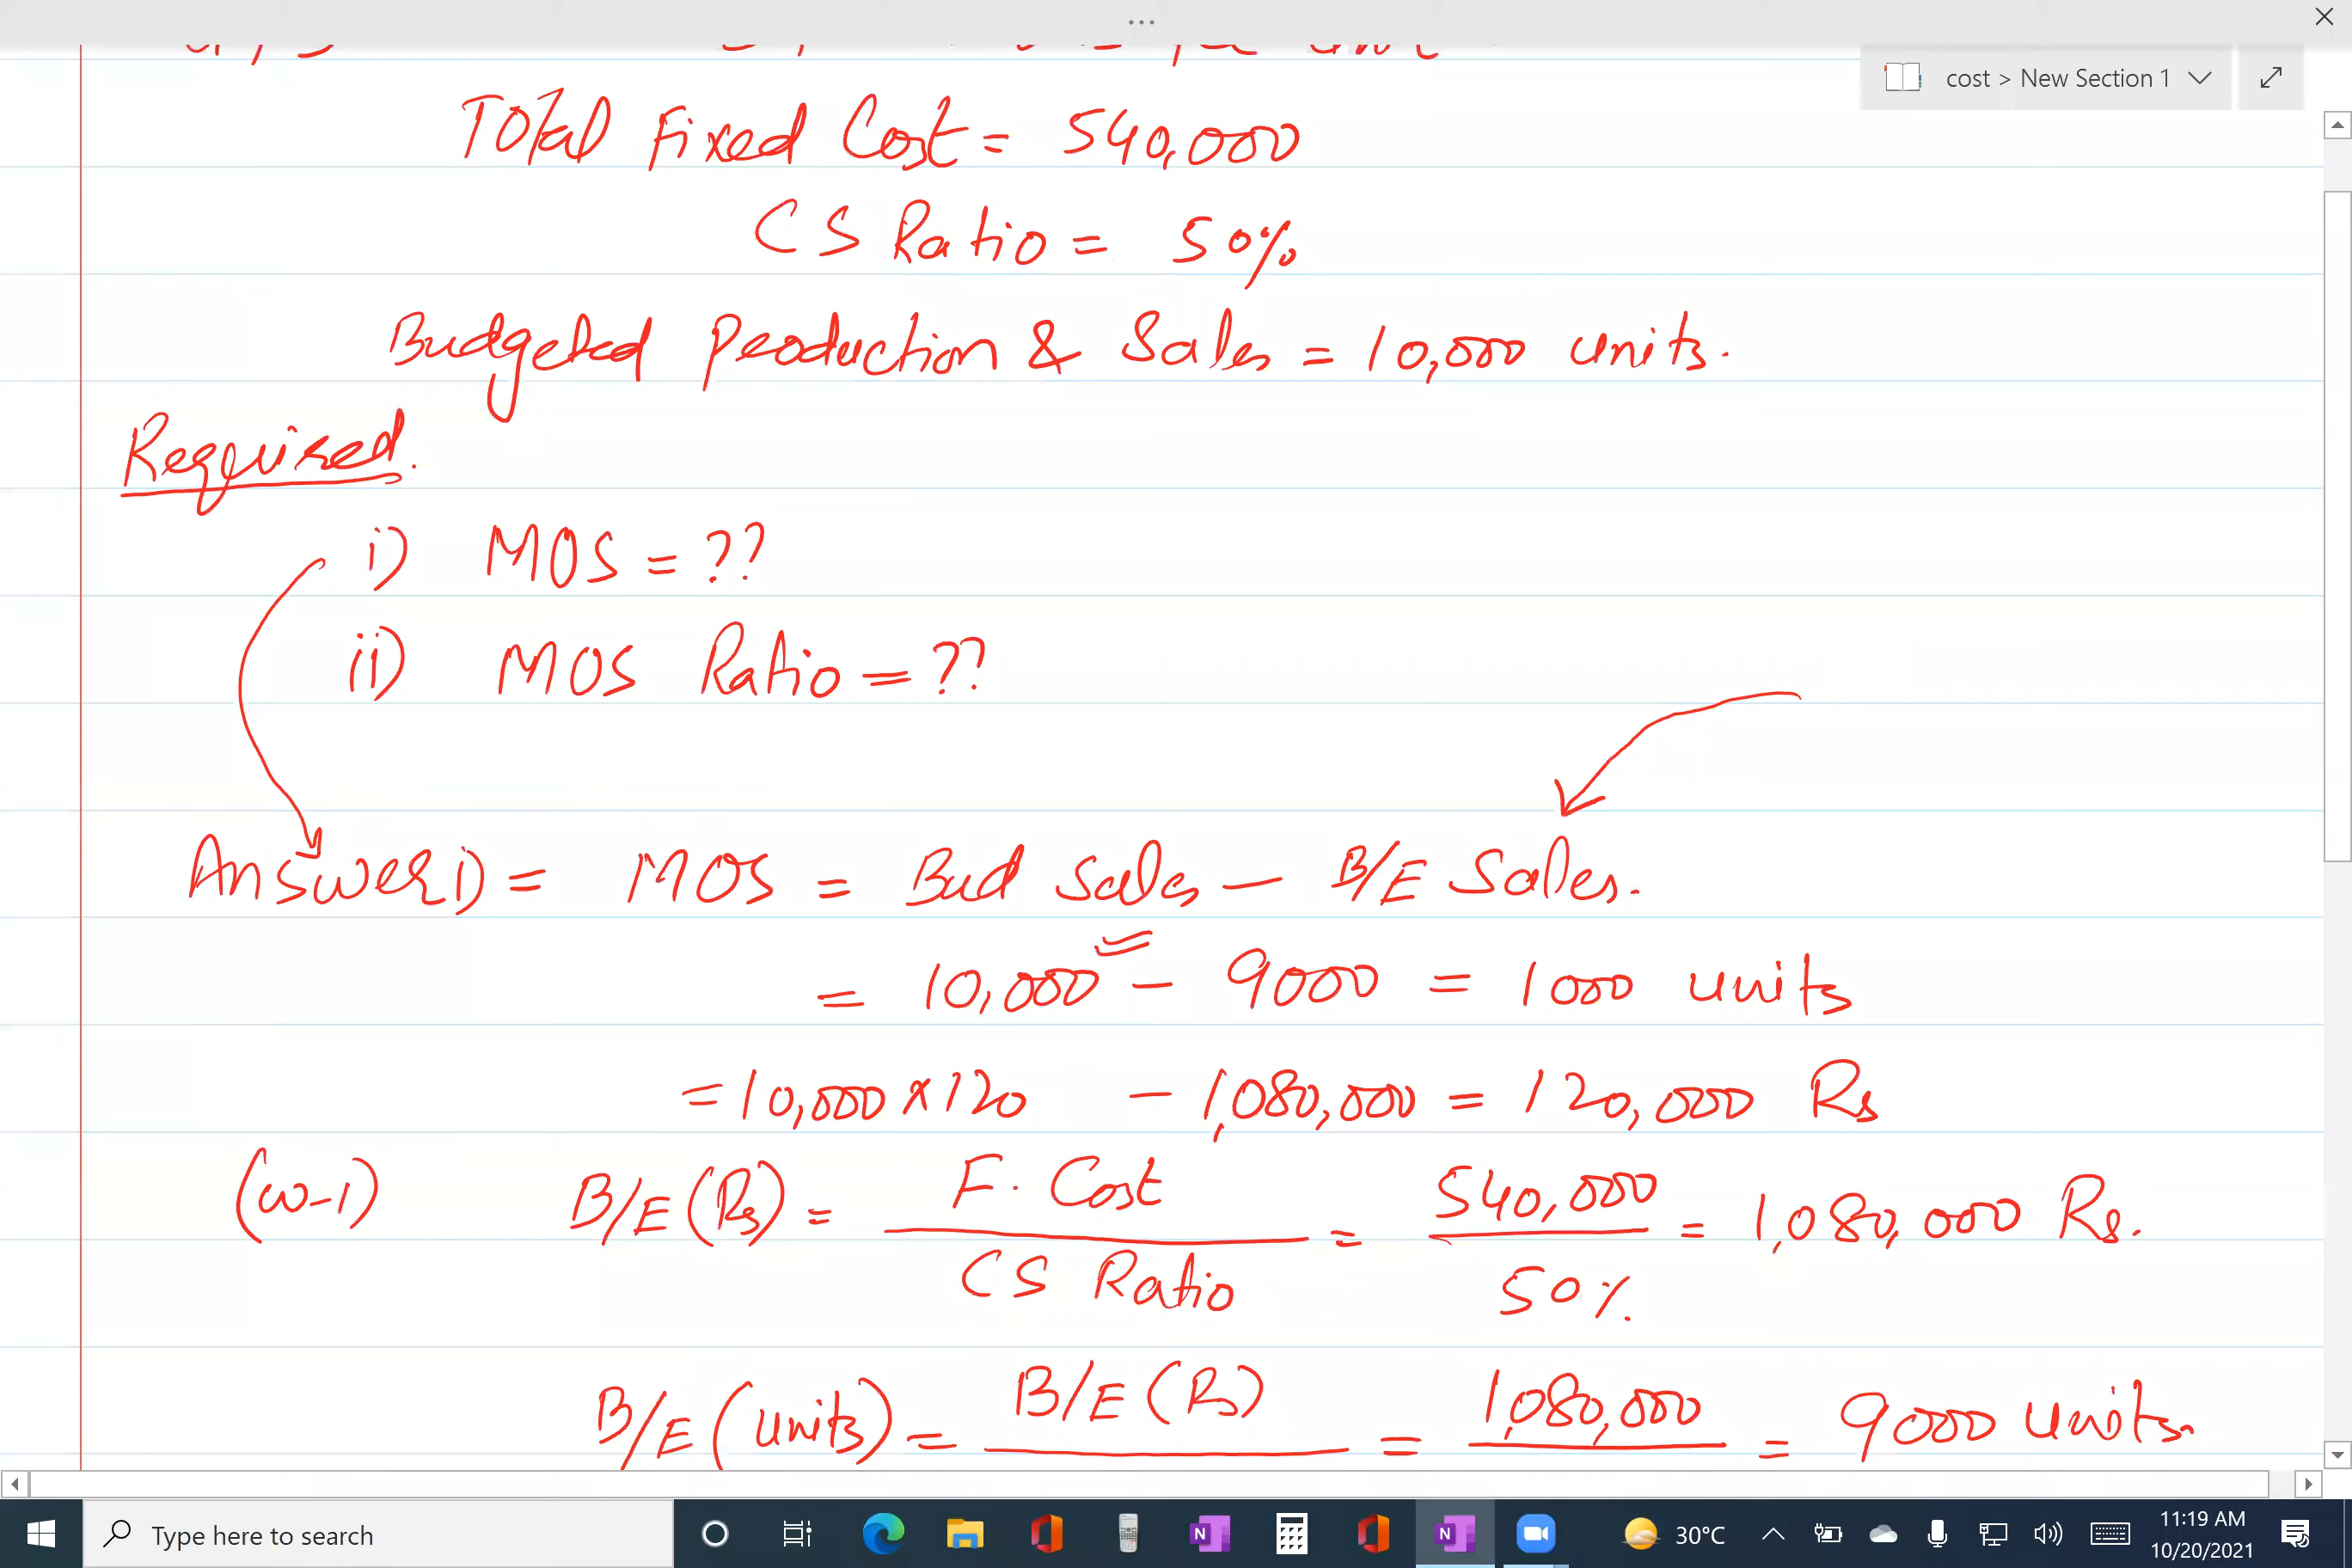 cost > New Section 1
Total Fixed Cost = 540,000
CS Ratio = 50%
Budgeted Production & Sales = 10,000 units.
Required.
i) MOS = ??
ii) MOS Ratio = ??
Answer i) = MOS = Bud Sales - B/E Sales.
= 10,000 - 9000 = 1000 units
= 10,000 x 120 - 1,080,000 = 120,000 Rs
(w-1) B/E (Rs) = F. Cost / CS Ratio = 540,000 / 50% = 1,080,000 Rs.
B/E (units) = B/E (Rs) = 1,080,000 = 9000 units
Type here to search
30°C
11:19 AM
10/20/2021